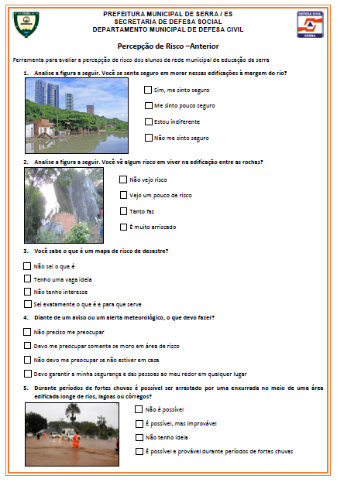 PREFEITURA MUNICIPAL DE SERRA / ES
SECRETARIA DE DEFESA SOCIAL
DEPARTAMENTO MUNICIPAL DE DEFESA CIVIL
DEFESA CIVIL
SERRA
Percepção de Risco –Anterior
Ferramenta para avaliar a percepção de risco dos alunos da rede municipal de educação da serra
1. Analise a figura a seguir. Você se sente seguro em morar nessas edificações à margem do rio?
Sim, me sinto seguro
Me sinto pouco seguro
Estou indiferente
Não me sinto seguro
2. Analise a figura a seguir. Você vê algum risco em viver na edificação entre as rochas?
Não vejo risco
Vejo um pouco de risco
Tanto faz
É muito arriscado
3. Você sabe o que é um mapa de risco de desastre?
Não sei o que é
Tenho uma vaga ideia
Não tenho interesse
Sei exatamente o que é e para que serve
4. Diante de um aviso ou um alerta meteorológico, o que devo fazer?
Não preciso me preocupar
Devo me preocupar somente se moro em área de risco
Não devo me preocupar se não estiver em casa
Devo garantir a minha segurança e das pessoas ao meu redor em qualquer lugar
5. Durante períodos de fortes chuvas é possível ser arrastado por uma enxurrada no meio de uma área
edificada longe de rios, lagoas ou córregos?
Não é possível
É possível, mas improvável
Não tenho ideia
É possível e provável durante períodos de fortes chuvas